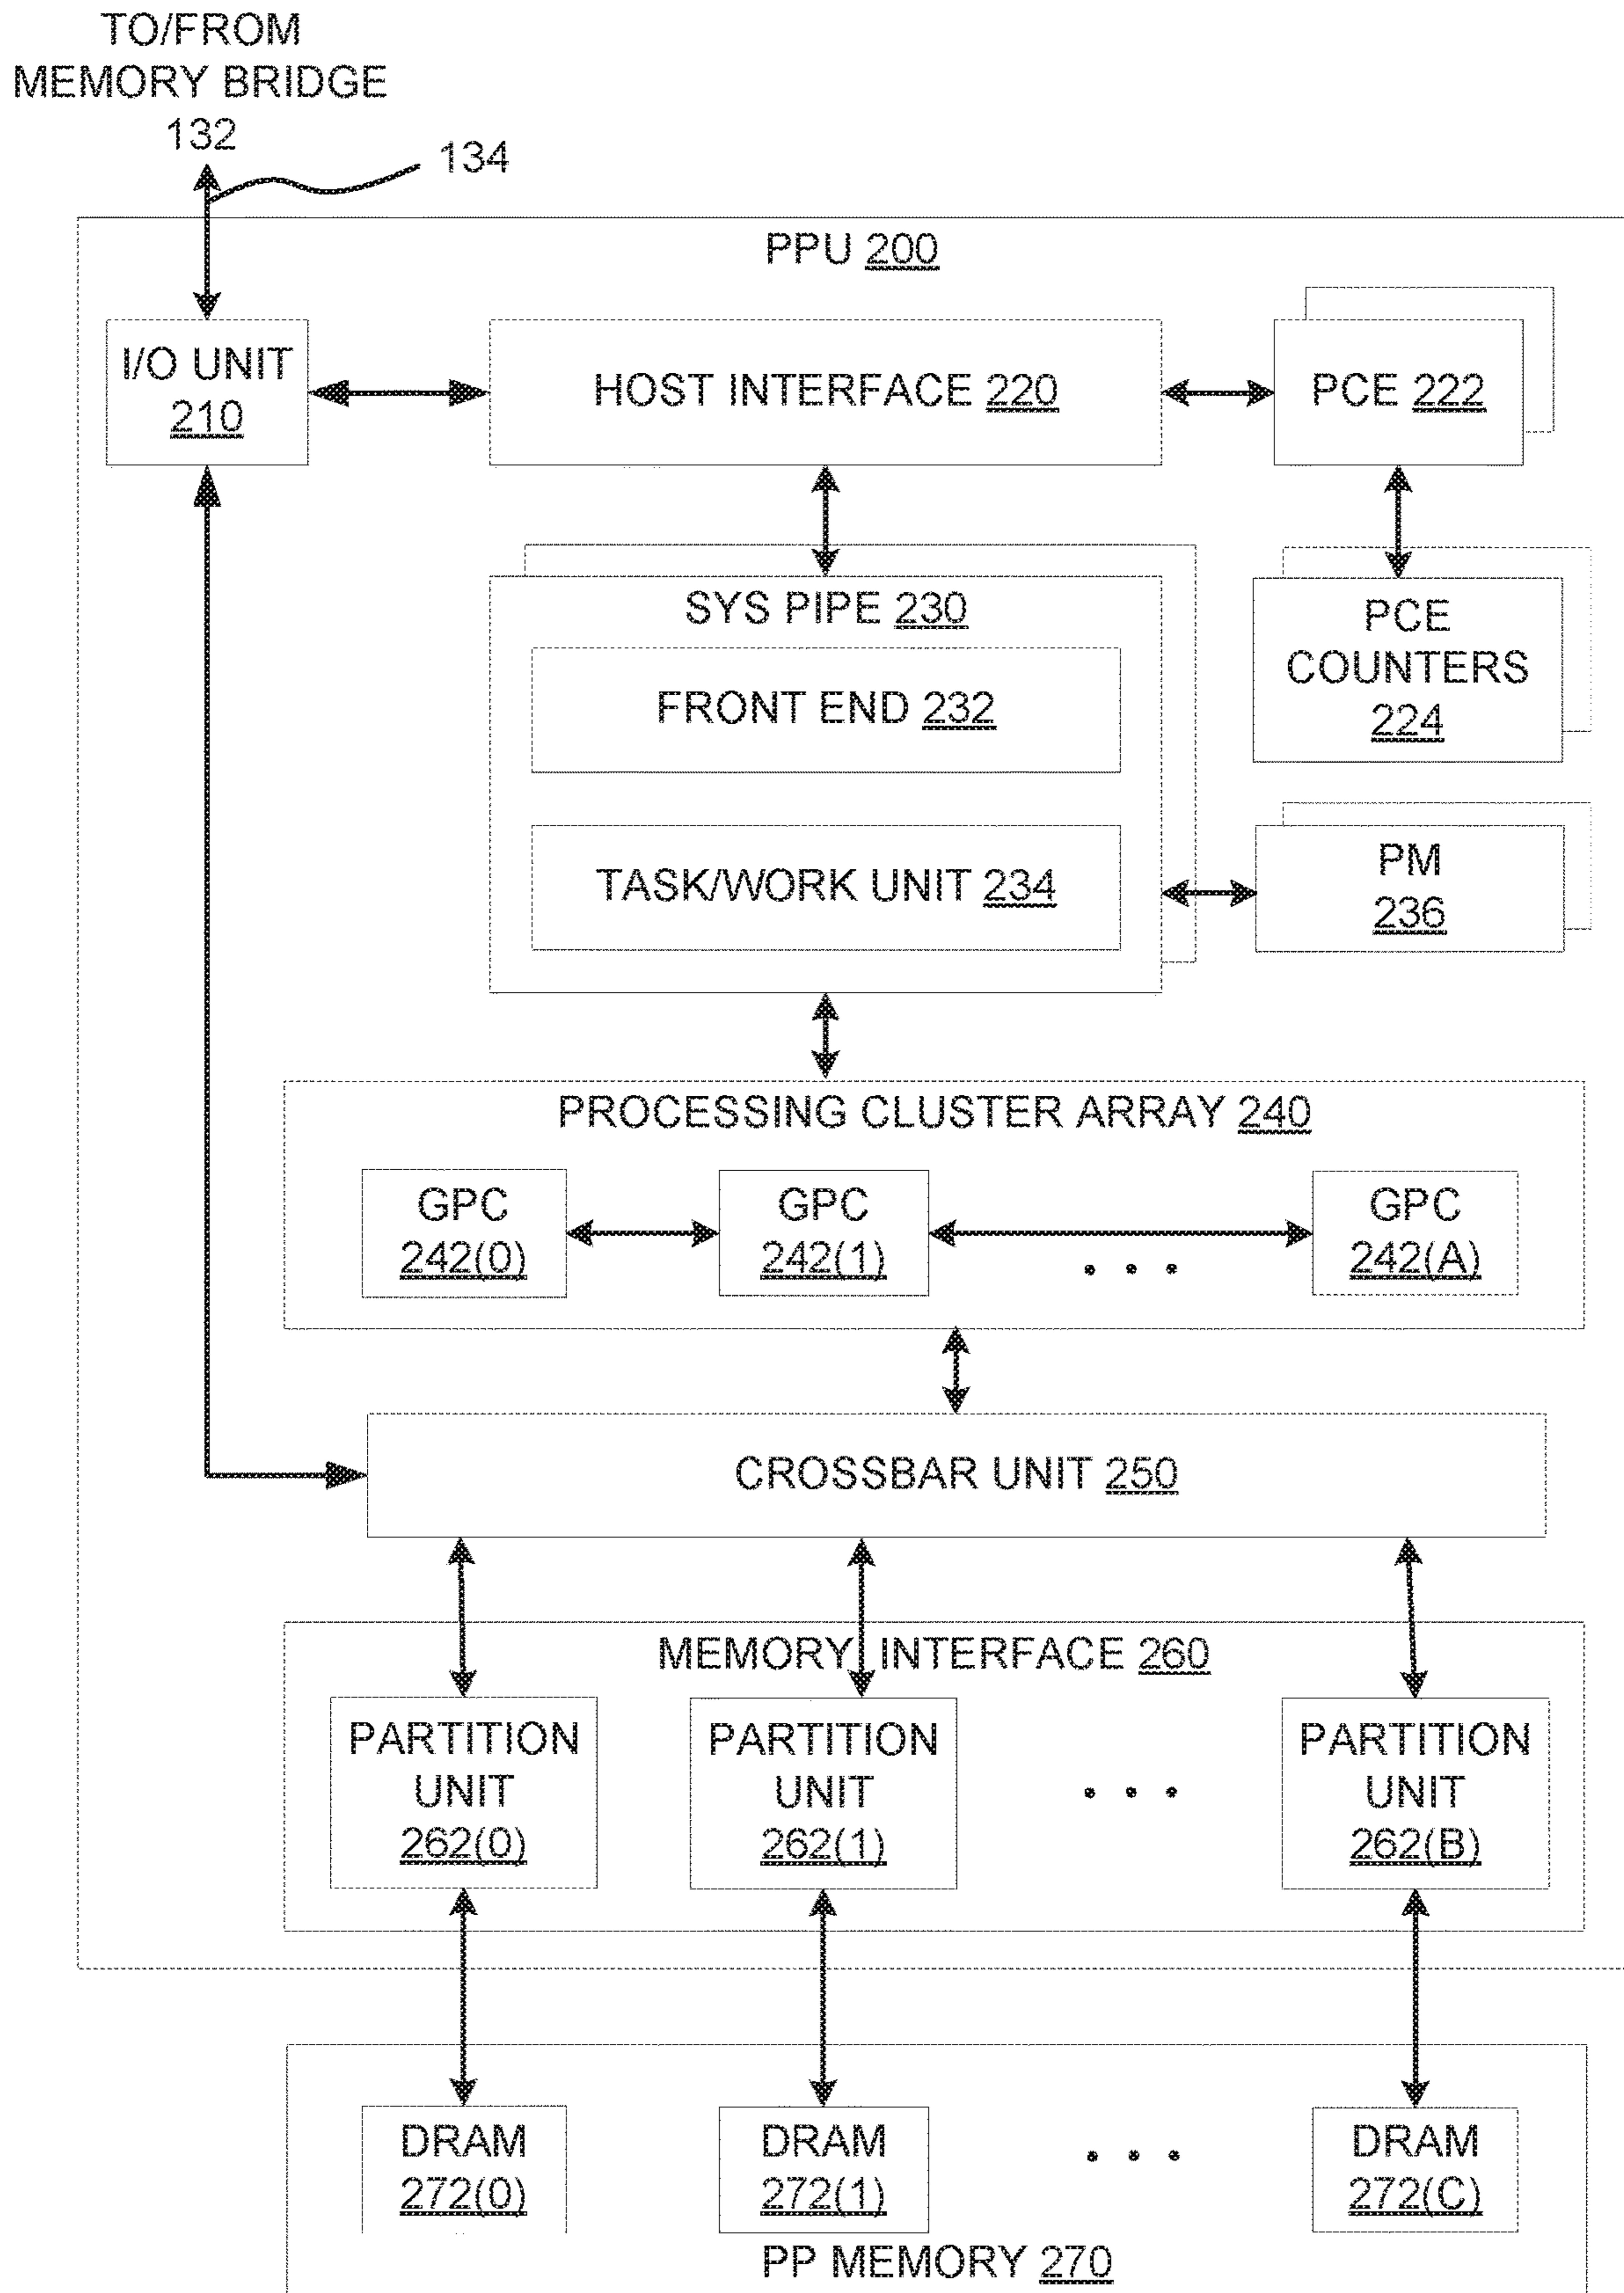 TO/FROM
MEMORY BRIDGE
132
134
PPU 200
I/O UNIT
210
HOST INTERFACE 220
PCE 222
SYS PIPE 230
FRONT END 232
TASK/WORK UNIT 234
PCE
COUNTERS
224
PM
236
PROCESSING CLUSTER ARRAY 240
GPC
242(0)
GPC
242(1)
. . .
GPC
242(A)
CROSSBAR UNIT 250
MEMORY INTERFACE 260
PARTITION
UNIT
262(0)
PARTITION
UNIT
262(1)
. . .
PARTITION
UNIT
262(B)
DRAM
272(0)
DRAM
272(1)
. . .
DRAM
272(C)
PP MEMORY 270